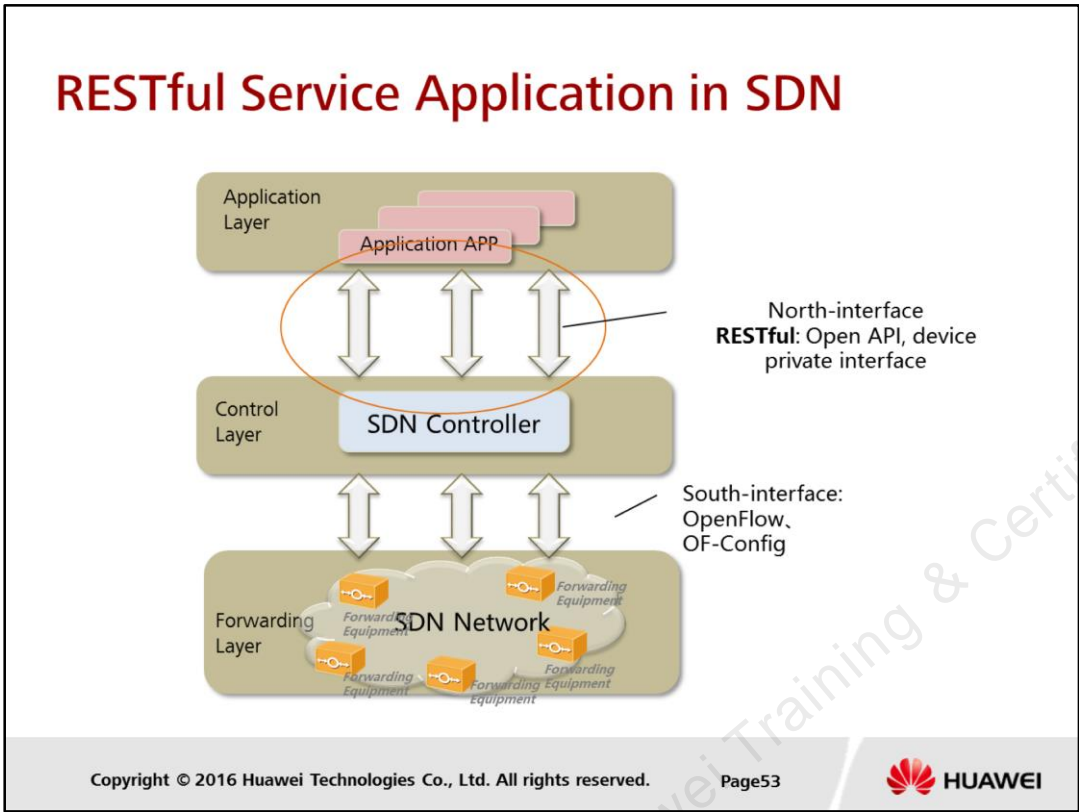 RESTful Service Application in SDN
Application
Layer
Application APP
North-interface
RESTful: Open API, device
private interface
Control
Layer
SDN Controller
South-interface:
OpenFlow、
OF-Config
Forwarding
Layer
SDN Network
Forwarding
Equipment
Forwarding
Equipment
Forwarding
Equipment
Forwarding
Equipment
Forwarding
Equipment
Copyright © 2016 Huawei Technologies Co., Ltd. All rights reserved.
Page53
HUAWEI
Training & Certif